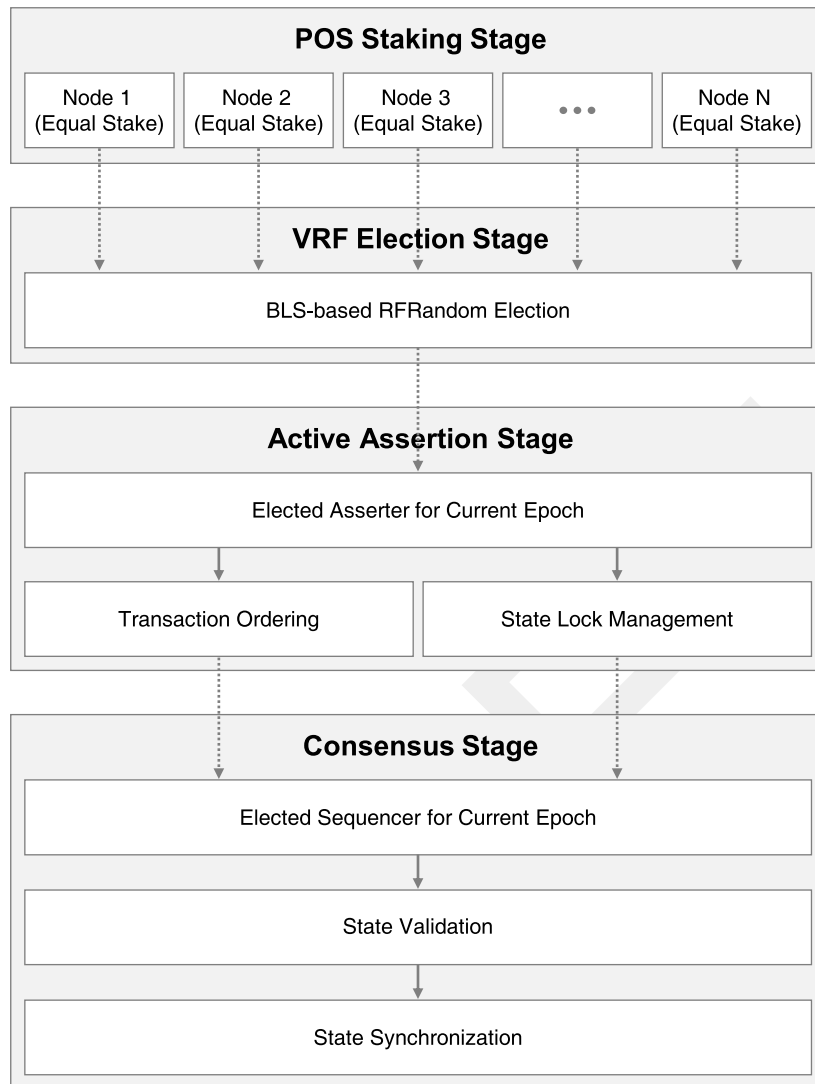 POS Staking Stage
Node 1
(Equal Stake)
Node 2
(Equal Stake)
Node 3
(Equal Stake)
•••
Node N
(Equal Stake)
VRF Election Stage
BLS-based RFRandom Election
Active Assertion Stage
Elected Asserter for Current Epoch
Transaction Ordering
State Lock Management
Consensus Stage
Elected Sequencer for Current Epoch
State Validation
State Synchronization